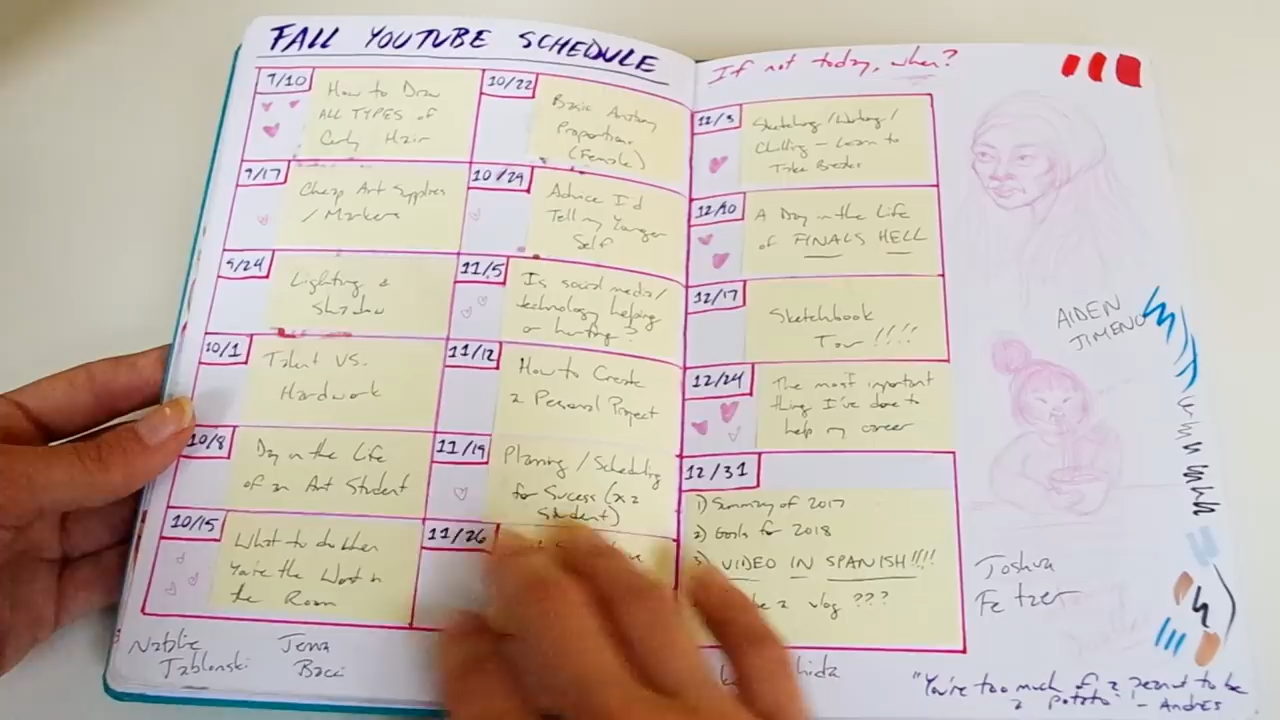 FALL YOUTUBE SCHEDULE
9/10
How to Draw
ALL TYPES of
Curly Hair
9/17
Cheap Art Supplies
/ Markers
9/24
Lighting &
Shadow
10/1
Talent VS.
Hardwork
10/8
Day in the Life
of an Art Student
10/15
What to do When
You're the Worst in
the Room
10/22
Basic Anatomy
Proportions
(Female)
10/29
Advice I'd
Tell my Younger
Self
11/5
Is social media/
technology helping
or hurting?
11/12
How to Create
a Personal Project
11/19
Planning / Scheduling
for Sucess (as a
student)
11/26
Natalie
Jablonski
Jenna
If not today, when?
12/3
Sketching / Working /
Chilling – Learn to
Take Breaks
12/10
A Day in the Life
of FINALS HELL
12/17
Sketchbook
Tour!!!!
12/24
The most important
thing I've done to
help my career
12/31
1) Summary of 2017
2) Goals for 2018
3) VIDEO IN SPANISH!!!!
a vlog ???
AIDEN
JIMENO
Joshua
Fetzer
"You're too much of a peanut to be
a potato" - ANDRES